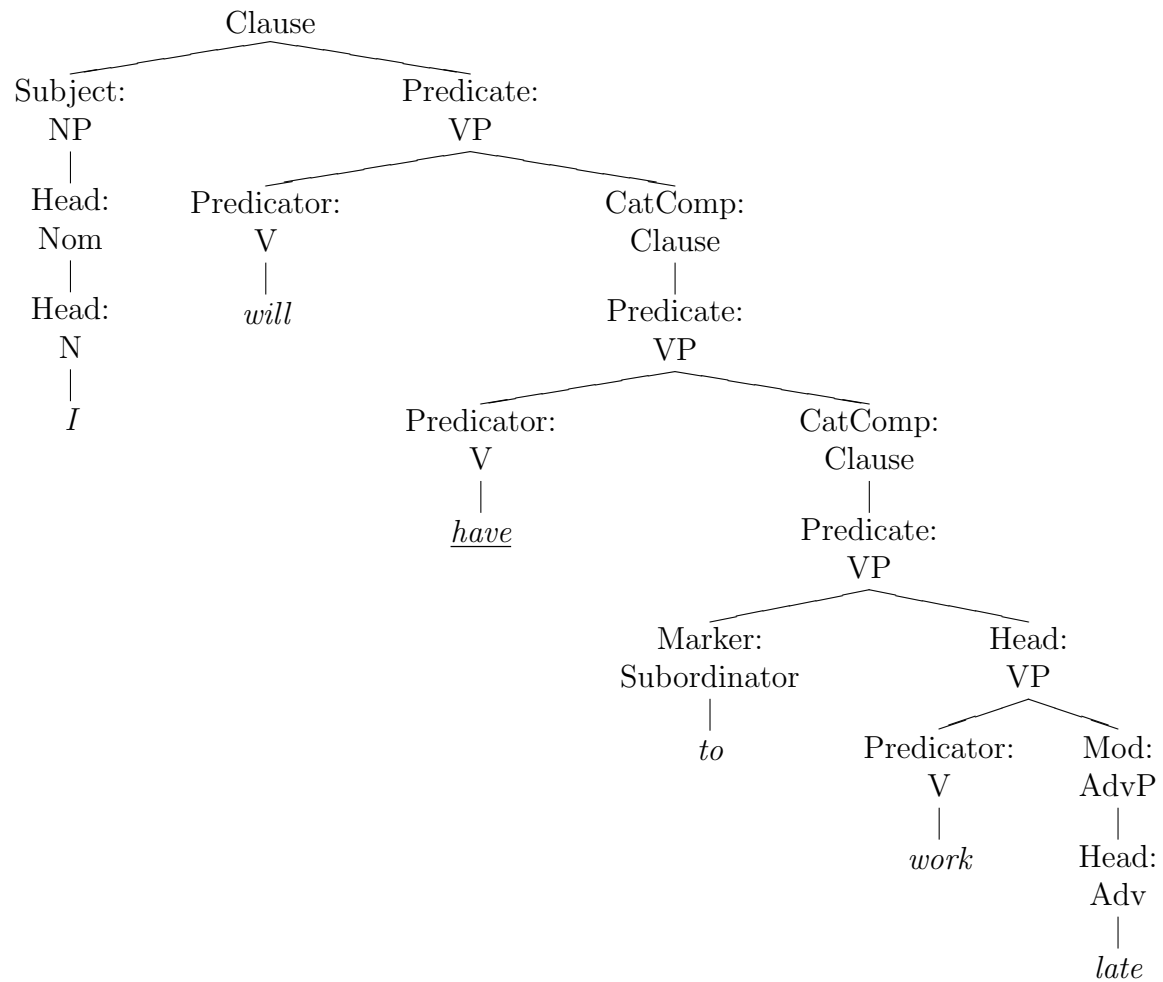 Clause
Subject: Predicate:
NP VP
Head: Predicator: CatComp:
Nom V Clause
Head: will Predicate:
N VP
I Predicator: CatComp:
V Clause
have Predicate:
VP
Marker: Head:
Subordinator VP
to Predicator: Mod:
V AdvP
work Head:
Adv
late